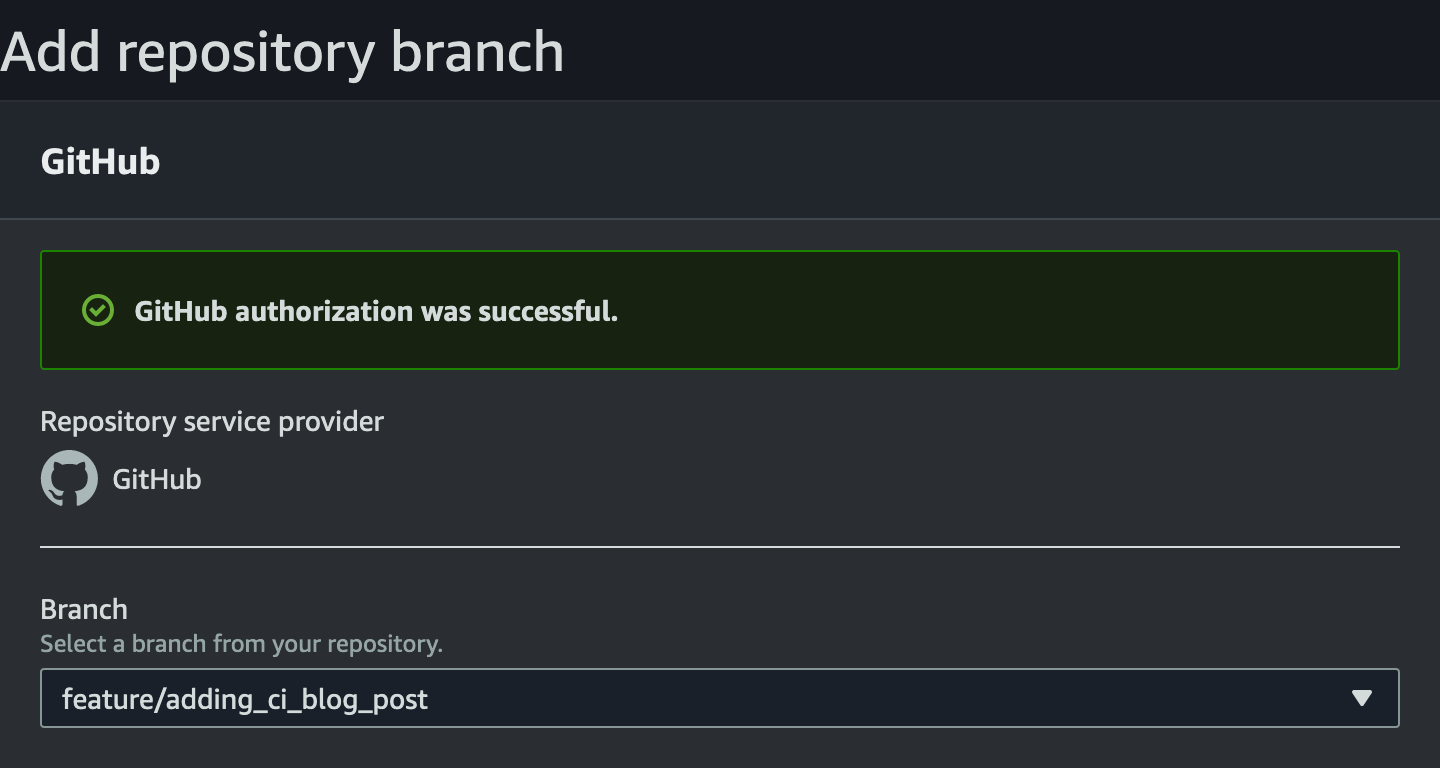 Add repository branch
GitHub
GitHub authorization was successful.
Repository service provider
GitHub
Branch
Select a branch from your repository.
feature/adding_ci_blog_post